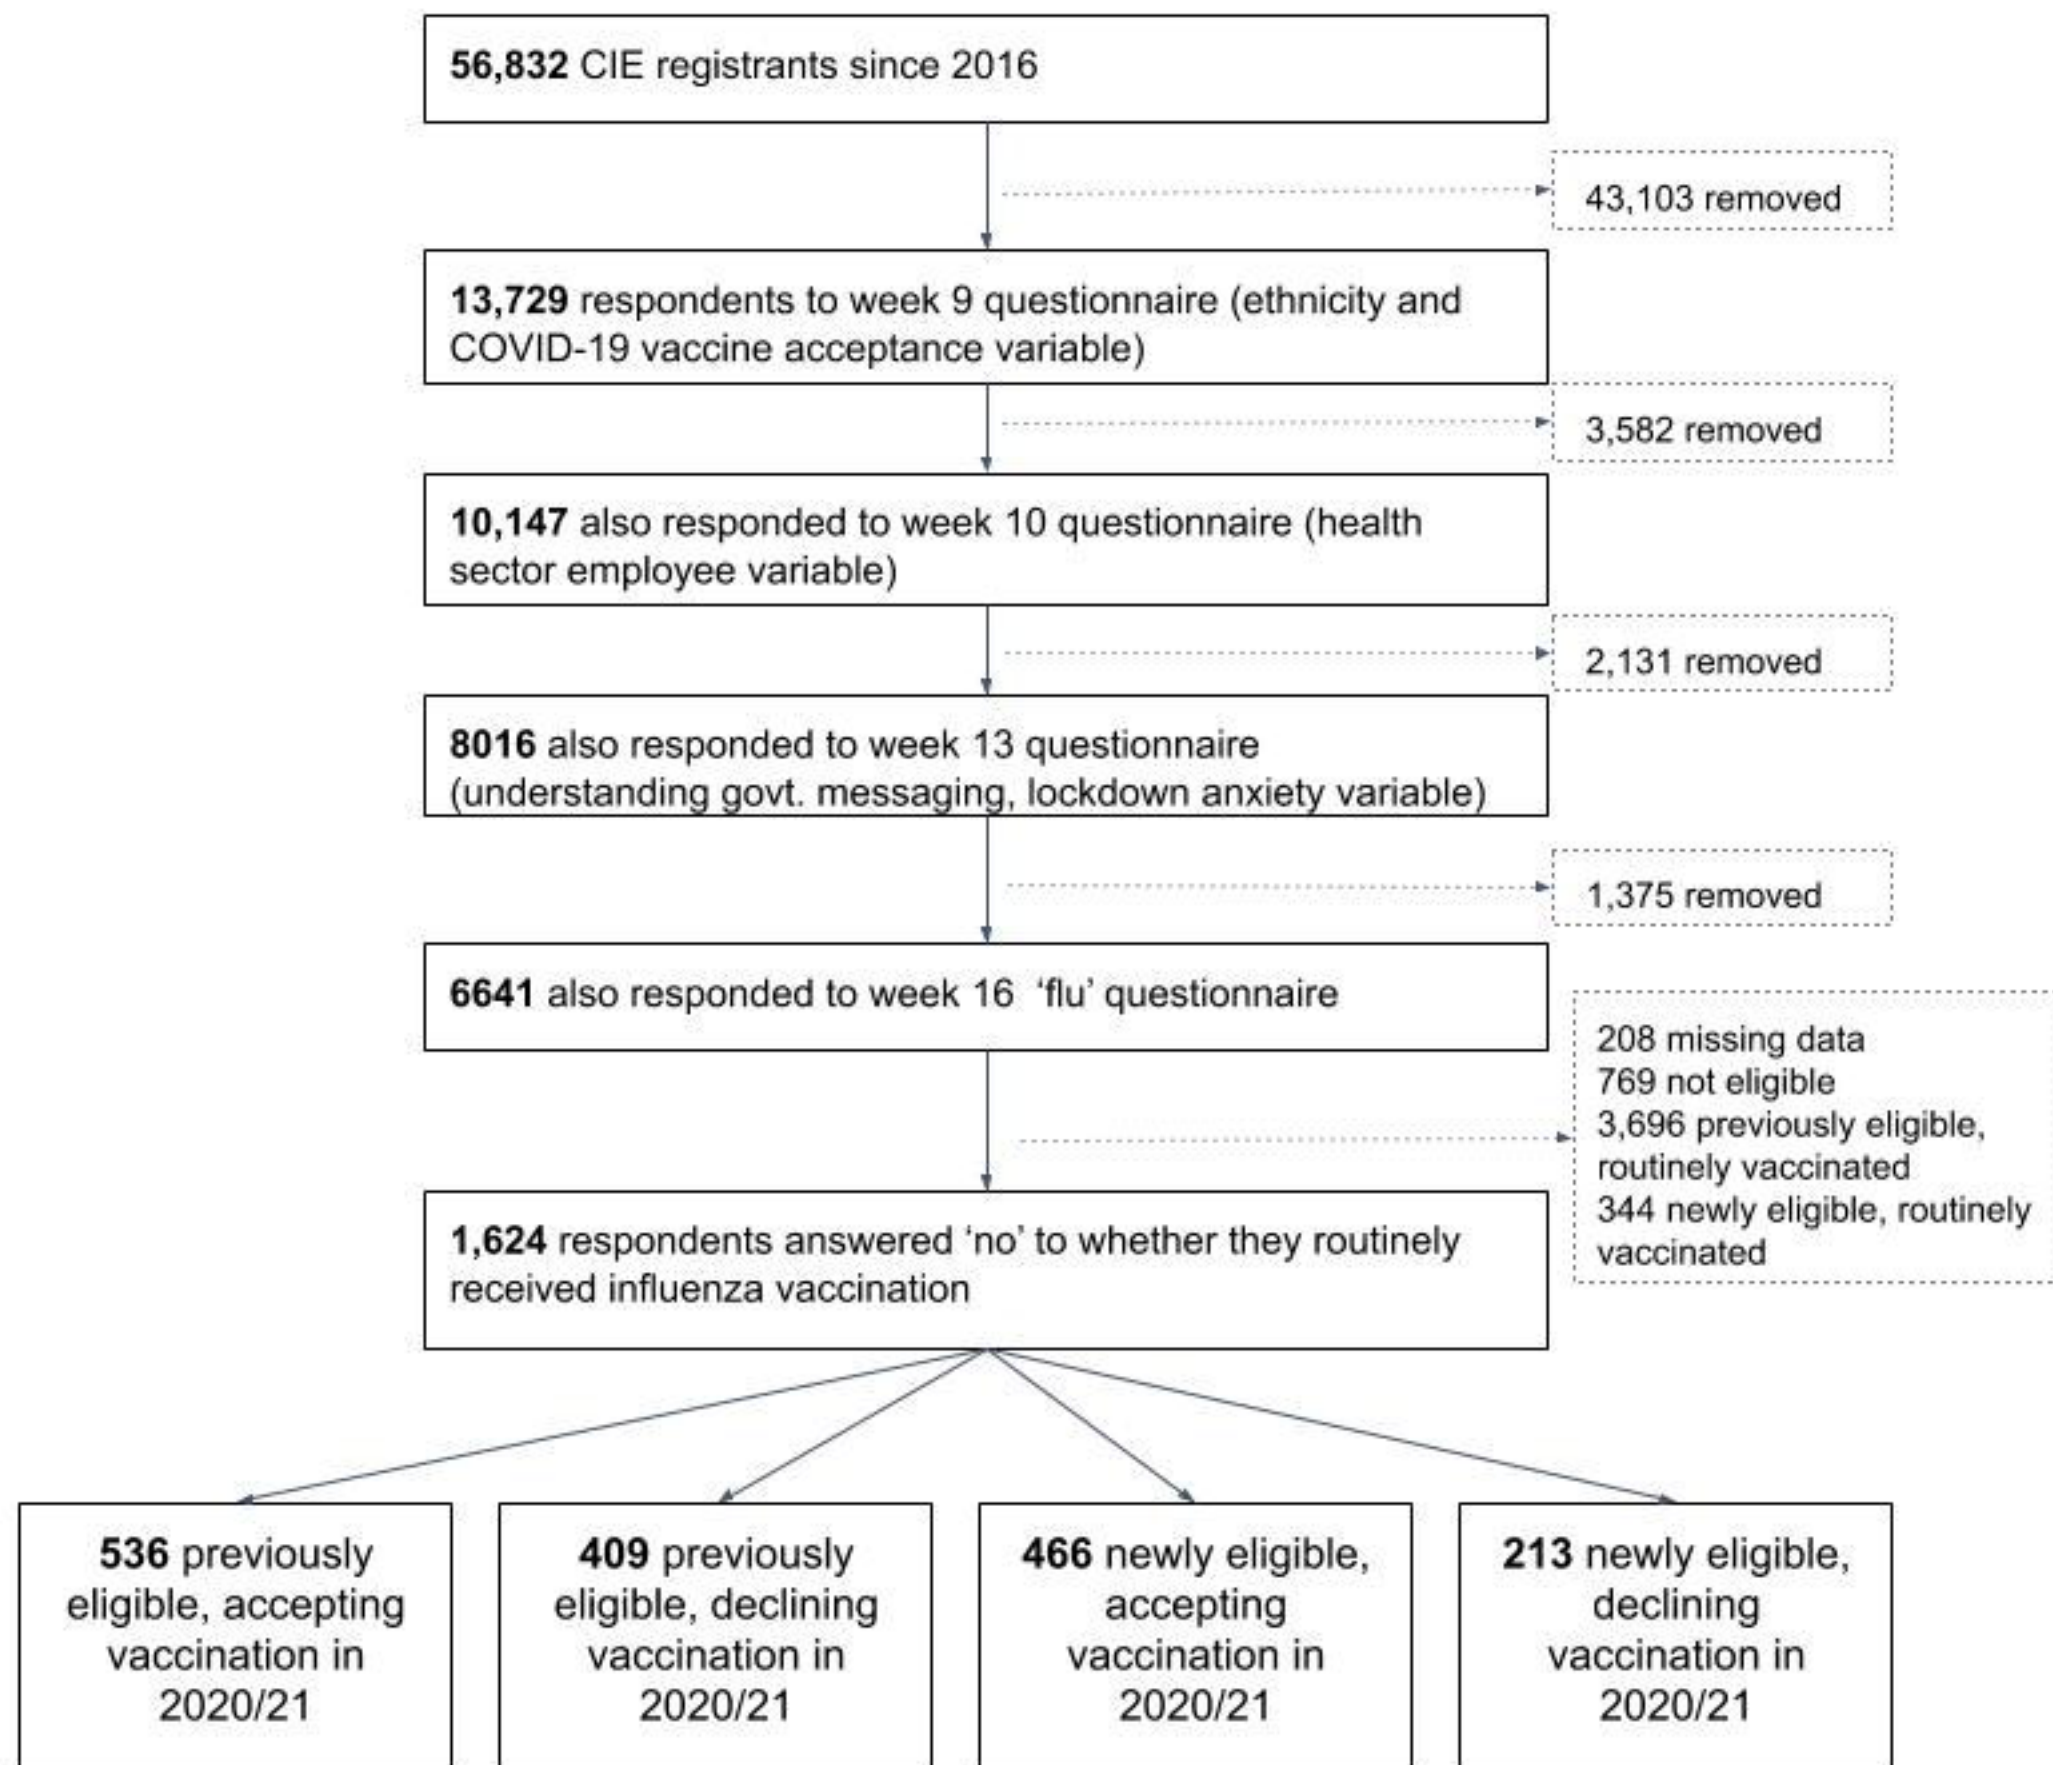 56,832 CIE registrants since 2016
43,103 removed
13,729 respondents to week 9 questionnaire (ethnicity and
COVID-19 vaccine acceptance variable)
3,582 removed
10,147 also responded to week 10 questionnaire (health
sector employee variable)
2,131 removed
8016 also responded to week 13 questionnaire
(understanding govt. messaging, lockdown anxiety variable)
1,375 removed
6641 also responded to week 16 ‘flu’ questionnaire
208 missing data
769 not eligible
3,696 previously eligible,
routinely vaccinated
344 newly eligible, routinely
vaccinated
1,624 respondents answered ‘no’ to whether they routinely
received influenza vaccination
536 previously
eligible, accepting
vaccination in
2020/21
409 previously
eligible, declining
vaccination in
2020/21
466 newly eligible,
accepting
vaccination in
2020/21
213 newly eligible,
declining
vaccination in
2020/21